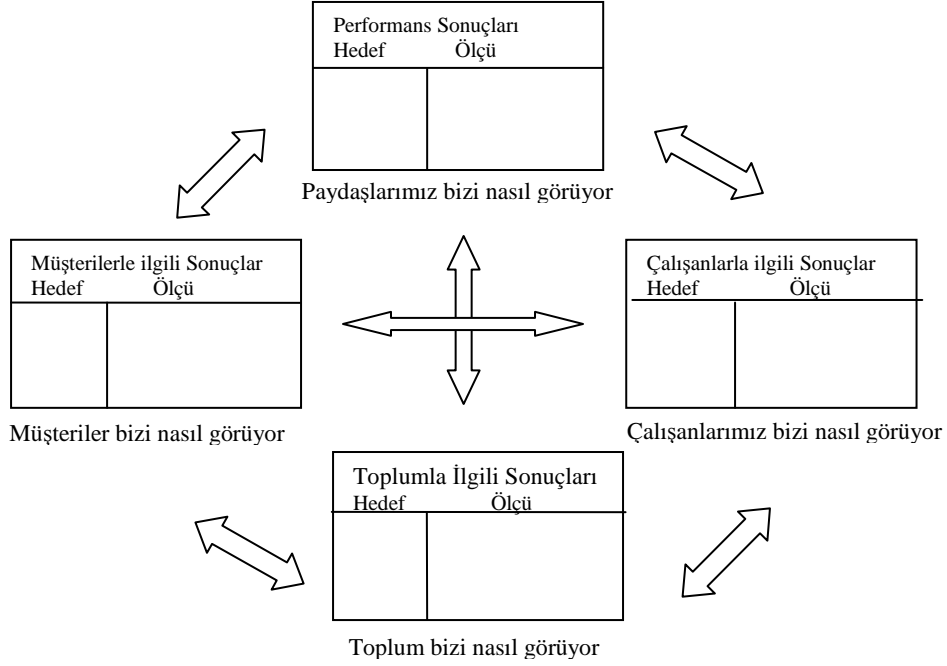 Performans Sonuçları
Hedef Ölçü
Paydaşlarımız bizi nasıl görüyor
Müşterilerle ilgili Sonuçlar
Hedef Ölçü
Müşteriler bizi nasıl görüyor
Çalışanlarla ilgili Sonuçlar
Hedef Ölçü
Çalışanlarımız bizi nasıl görüyor
Toplumla İlgili Sonuçları
Hedef Ölçü
Toplum bizi nasıl görüyor